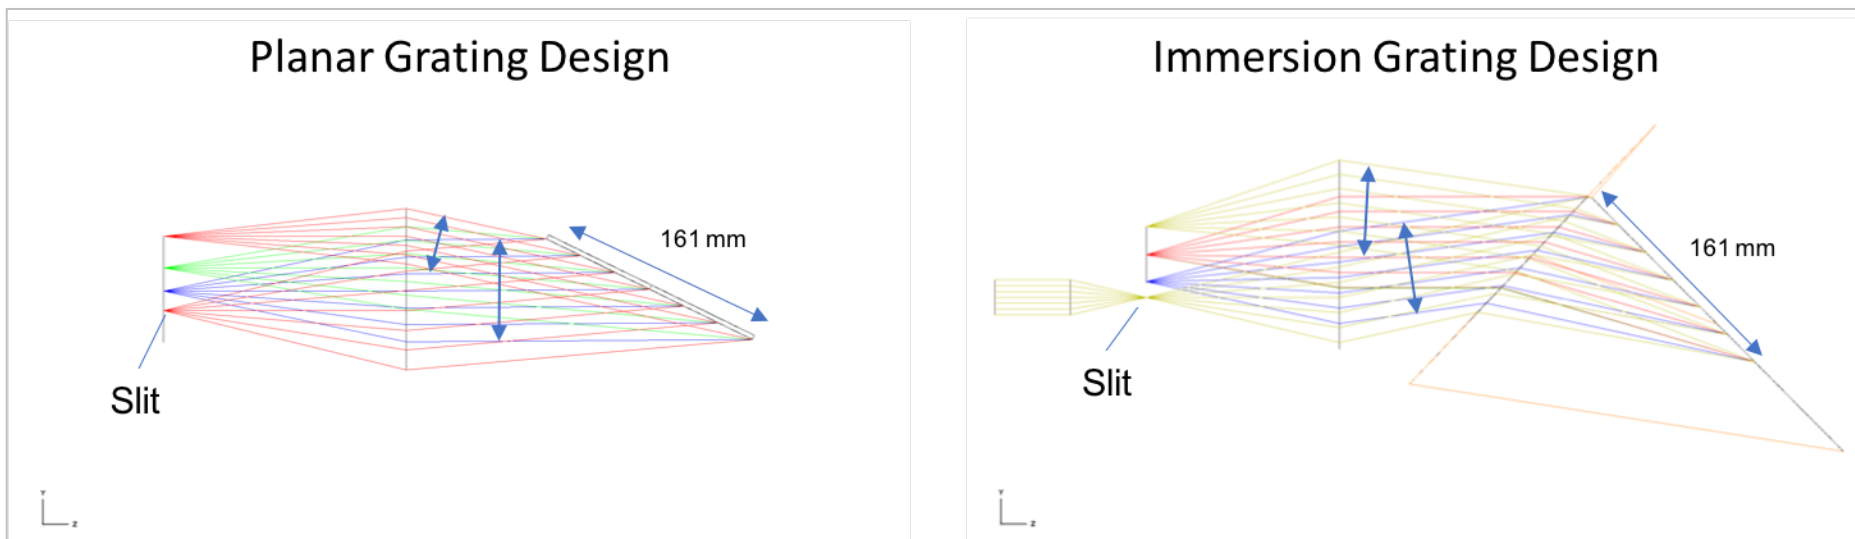 Planar Grating Design
161 mm
Slit
Y
Z
Immersion Grating Design
161 mm
Slit
Y
Z